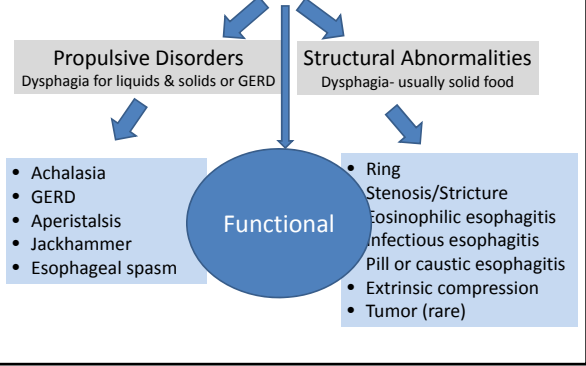 Propulsive Disorders
Dysphagia for liquids & solids or GERD
Structural Abnormalities
Dysphagia- usually solid food
• Achalasia
• GERD
• Aperistalsis
• Jackhammer
• Esophageal spasm
Functional
• Ring
Stenosis/Stricture
Eosinophilic esophagitis
Infectious esophagitis
Pill or caustic esophagitis
• Extrinsic compression
• Tumor (rare)